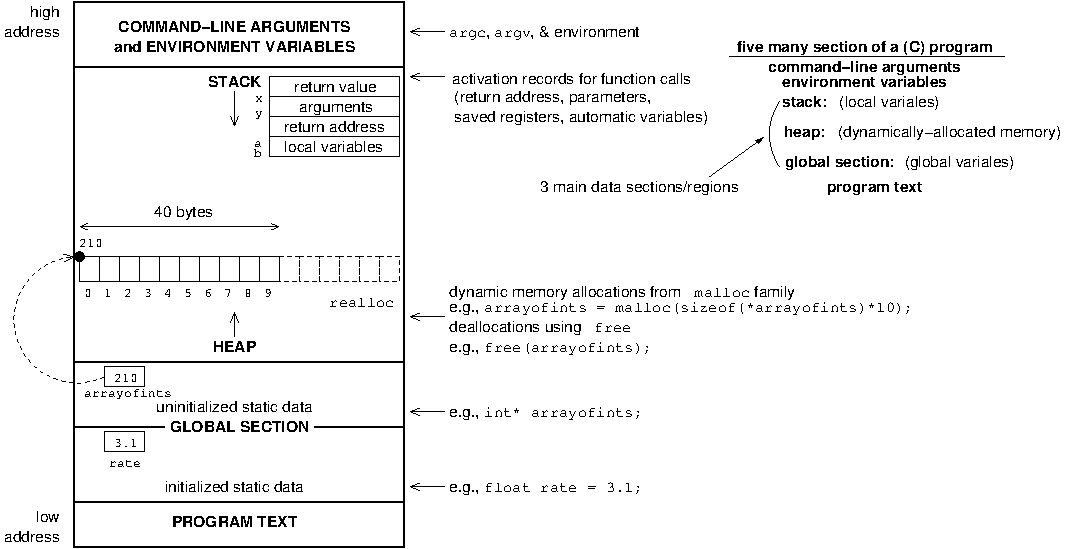 high
address
COMMAND–LINE ARGUMENTS
and ENVIRONMENT VARIABLES
argc, argv, & environment
five many section of a (C) program
command–line arguments
environment variables
stack: (local variales)
heap: (dynamically–allocated memory)
global section: (global variales)
program text
3 main data sections/regions
STACK
x
y
a
b
return value
arguments
return address
local variables
activation records for function calls
(return address, parameters,
saved registers, automatic variables)
40 bytes
210
0 1 2 3 4 5 6 7 8 9
realloc
HEAP
dynamic memory allocations from malloc family
e.g., arrayofints = malloc(sizeof(*arrayofints)*10);
deallocations using free
e.g., free(arrayofints);
210
arrayofints
uninitialized static data
e.g., int* arrayofints;
GLOBAL SECTION
3.1
rate
initialized static data
e.g., float rate = 3.1;
low
address
PROGRAM TEXT